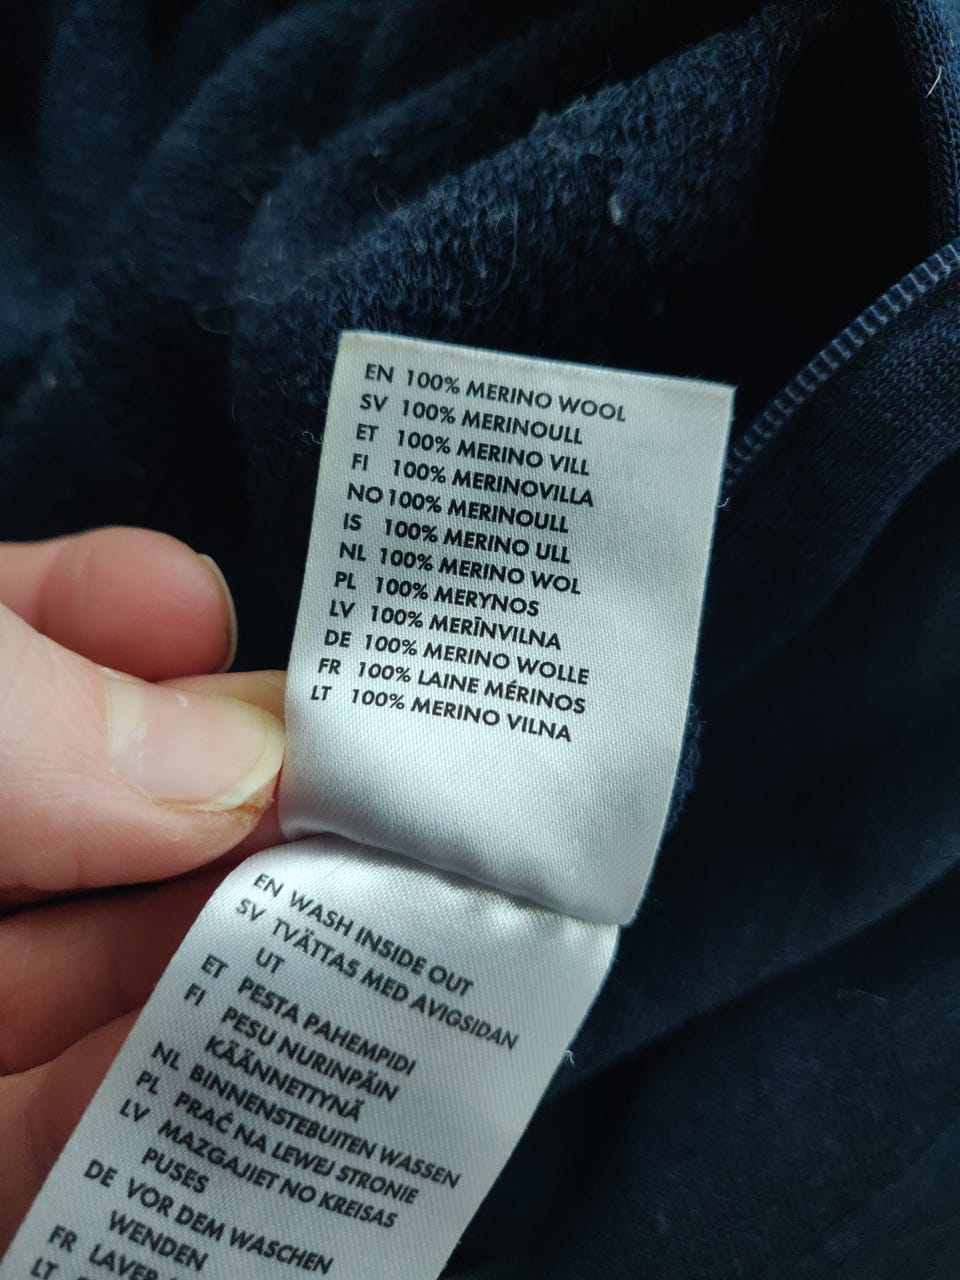 EN 100% MERINO WOOL
SV 100% MERINOULL
ET 100% MERINO VILL
FI 100% MERINOVILLA
NO 100% MERINOULL
IS 100% MERINO ULL
NL 100% MERINO WOL
PL 100% MERYNOS
LV 100% MERĪNVILNA
DE 100% MERINO WOLLE
FR 100% LAINE MÉRINOS
LT 100% MERINO VILNA
EN WASH INSIDE OUT
SV TVÄTTAS MED AVIGSIDAN
UT
ET PESTA PAHEMPIDI
FI PESU NURINPÄIN
KÄÄNNETTYNÄ
NL BINNENSTEBUITEN WASSEN
PL PRAĆ NA LEWEJ STRONIE
LV MAZGAJIET NO KREISAS
PUSES
DE VOR DEM WASCHEN
WENDEN
FR LAVER
LT